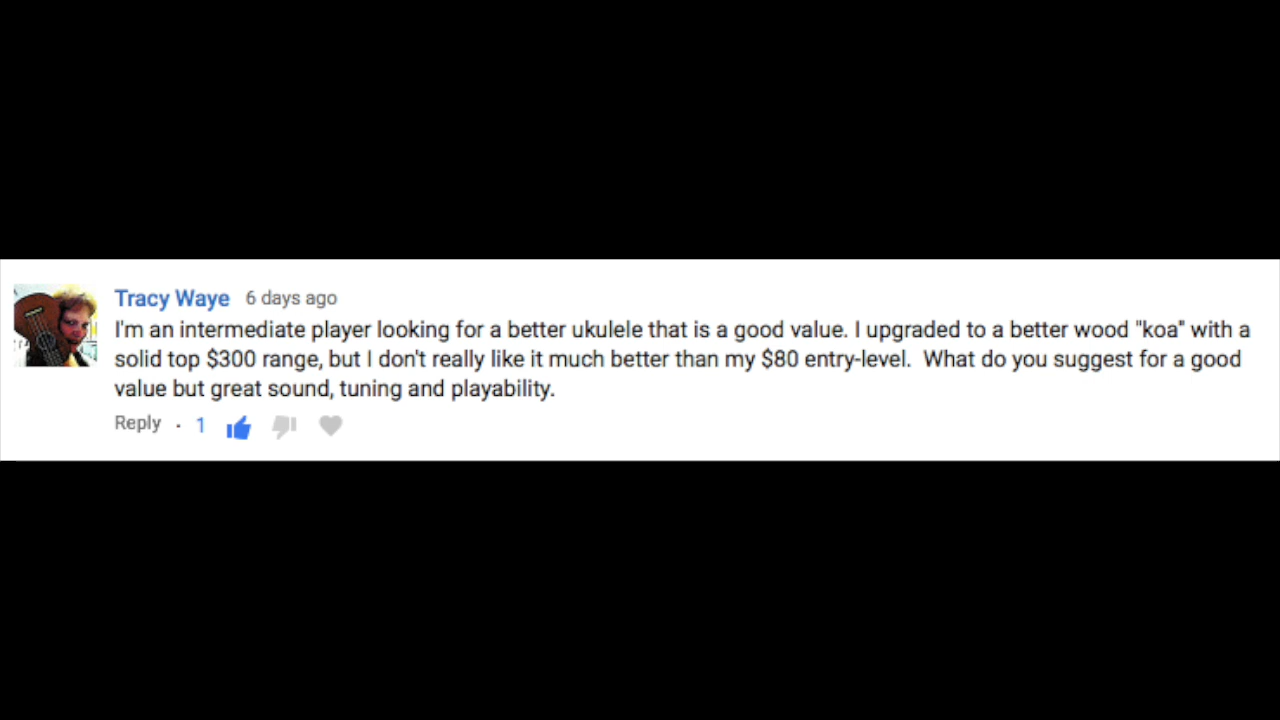 Tracy Waye 6 days ago
I'm an intermediate player looking for a better ukulele that is a good value. I upgraded to a better wood "koa" with a
solid top $300 range, but I don't really like it much better than my $80 entry-level.  What do you suggest for a good
value but great sound, tuning and playability.
Reply · 1